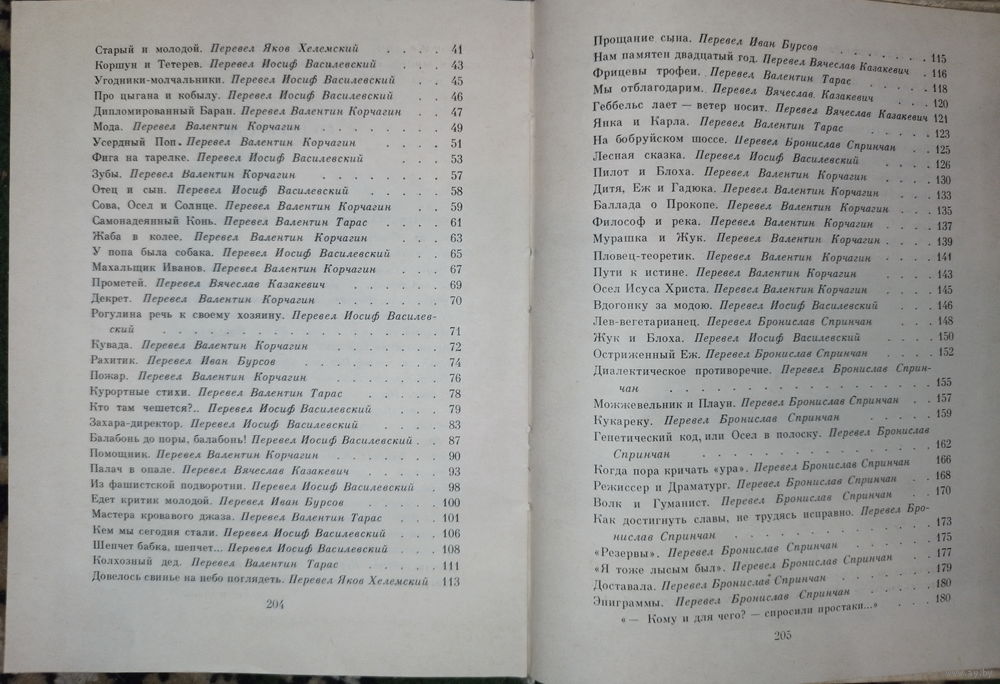 Старый и молодой. Перевел Яков Хелемский . . . . 41
Коршун и Тетерев. Перевел Иосиф Василевский . . . 43
Угодники-молчальники. Перевел Иосиф Василевский . . . 45
Про цыгана и кобылу. Перевел Иосиф Василевский . . . 46
Дипломированный Баран. Перевел Валентин Корчагин . . . 47
Мода. Перевел Валентин Корчагин . . . . . . . 49
Усердный Поп. Перевел Валентин Корчагин . . . . . 51
Фига на тарелке. Перевел Иосиф Василевский . . . . 53
Зубы. Перевел Валентин Корчагин . . . . . . . 57
Отец и сын. Перевел Иосиф Василевский . . . . 58
Сова, Осел и Солнце. Перевел Валентин Корчагин . . . 59
Самонадеянный Конь. Перевел Валентин Тарас . . . . 61
Жаба в колее. Перевел Валентин Корчагин . . . 63
У попа была собака. Перевел Иосиф Василевский . . . 65
Махальщик Иванов. Перевел Валентин Корчагин . . . . 67
Прометей. Перевел Вячеслав Казакевич . . . . . . 69
Декрет. Перевел Валентин Корчагин . . . . . . 70
Рогулина речь к своему хозяину. Перевел Иосиф Василев-
ский . . . . . . . . . . . . . . . . 71
Кувада. Перевел Валентин Корчагин . . . . . . . 72
Рахитик. Перевел Иван Бурсов . . . . . . . . 74
Пожар. Перевел Валентин Корчагин . . . . . . . 76
Курортные стихи. Перевел Валентин Тарас . . . . . 78
Кто там чешется?.. Перевел Иосиф Василевский . . . . 79
Захара-директор. Перевел Иосиф Василевский . . . . 83
Балабонь до поры, балабонь! Перевел Иосиф Василевский . . 87
Помощник. Перевел Валентин Корчагин . . . . . . 90
Палач в опале. Перевел Вячеслав Казакевич . . . . 93
Из фашистской подворотни. Перевел Иосиф Василевский . 98
Едет критик молодой. Перевел Иван Бурсов . . . . . 100
Мастера кровавого джаза. Перевел Валентин Тарас . . . 101
Кем мы сегодня стали. Перевел Иосиф Василевский . . . 106
Шепчет бабка, шепчет... Перевел Иосиф Василевский . . . 108
Колхозный дед. Перевел Валентин Тарас . . . . . 111
Довелось свинье на небо поглядеть. Перевел Яков Хелемский 113
204
Прощание сына. Перевел Иван Бурсов . . . . . . 115
Нам памятен двадцатый год. Перевел Вячеслав Казакевич . 116
Фрицевы трофеи. Перевел Валентин Тарас . . . . . 118
Мы отблагодарим. Перевел Вячеслав Казакевич . . . 120
Геббельс лает — ветер носит. Перевел Вячеслав Казакевич 121
Янка и Карла. Перевел Валентин Тарас . . . . . 123
На бобруйском шоссе. Перевел Бронислав Спринчан . . . 125
Лесная сказка. Перевел Иосиф Василевский . . . . 126
Пилот и Блоха. Перевел Валентин Корчагин . . . . 130
Дитя, Еж и Гадюка. Перевел Валентин Корчагин . . . 133
Баллада о Прокопе. Перевел Валентин Корчагин . . . 135
Философ и река. Перевел Валентин Корчагин . . . . 137
Мурашка и Жук. Перевел Валентин Корчагин . . . . 139
Пловец-теоретик. Перевел Валентин Корчагин . . . . 141
Пути к истине. Перевел Валентин Корчагин . . . . 143
Осел Исуса Христа. Перевел Валентин Корчагин . . . 145
Вдогонку за модою. Перевел Иосиф Василевский . . . 146
Лев-вегетарианец. Перевел Бронислав Спринчан . . . 148
Жук и Блоха. Перевел Иосиф Василевский . . . . 150
Остриженный Еж. Перевел Бронислав Спринчан . . . . 152
Диалектическое противоречие. Перевел Бронислав Сприн-
чан . . . . . . . . . . . . . . . . 155
Можжевельник и Плаун. Перевел Бронислав Спринчан . . 157
Кукареку. Перевел Бронислав Спринчан . . . . . 159
Генетический код, или Осел в полоску. Перевел Бронислав
Спринчан . . . . . . . . . . . . . . 162
Когда пора кричать «ура». Перевел Бронислав Спринчан 166
Режиссер и Драматург. Перевел Бронислав Спринчан . . 168
Волк и Гуманист. Перевел Бронислав Спринчан . . . 170
Как достигнуть славы, не трудясь исправно. Перевел Бро-
нислав Спринчан . . . . . . . . . . . . 173
«Резервы». Перевел Бронислав Спринчан . . . . . 175
«Я тоже лысым был». Перевел Бронислав Спринчан . . . 177
Доставала. Перевел Бронислав Спринчан . . . . . 179
Эпиграммы. Перевел Бронислав Спринчан . . . . . 180
«— Кому и для чего? — спросили простаки...» . . . 180
205
www.ay.by